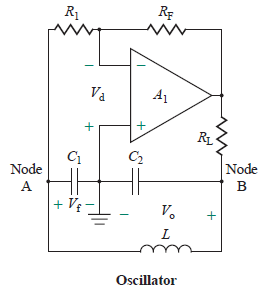 R1 RF
−
Vd
+
−
A1
+
RL
Node
A
C1 C2
Node
B
+ Vf −
−
Vo
+
L
Oscillator